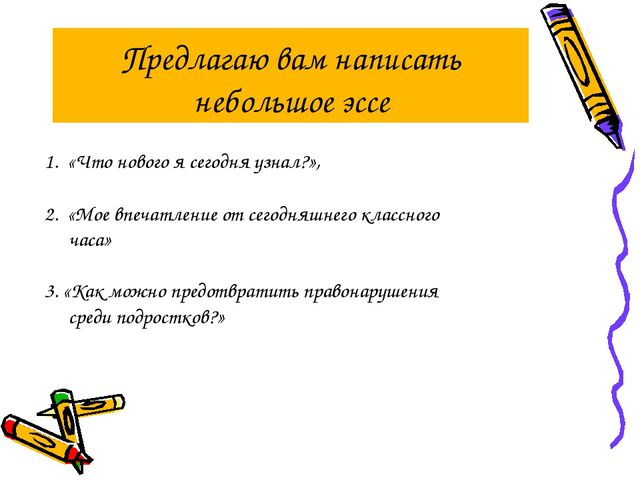 Предлагаю вам написать
небольшое эссе
1. «Что нового я сегодня узнал?»,
2. «Мое впечатление от сегодняшнего классного
часа»
3. «Как можно предотвратить правонарушения
среди подростков?»